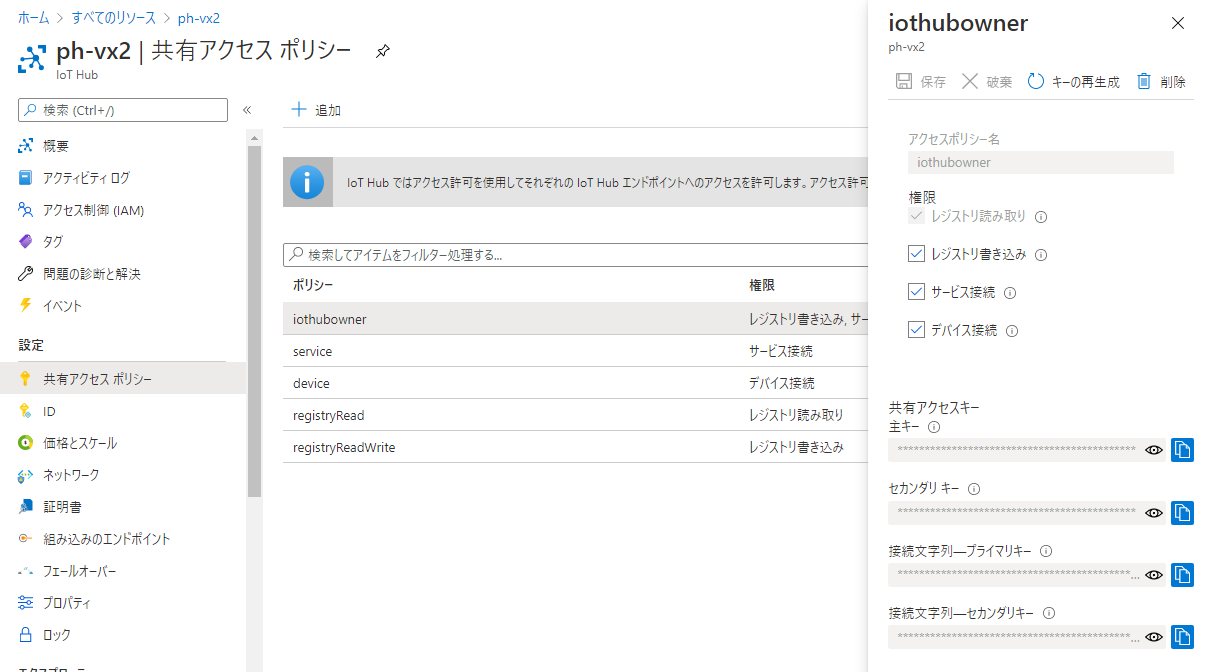 ホーム > すべてのリソース > ph-vx2
ph-vx2 | 共有アクセス ポリシー
IoT Hub
検索 (Ctrl+/)
概要
アクティビティ ログ
アクセス制御 (IAM)
タグ
問題の診断と解決
イベント
設定
共有アクセス ポリシー
ID
価格とスケール
ネットワーク
証明書
組み込みのエンドポイント
フェールオーバー
プロパティ
ロック
追加
IoT Hub ではアクセス許可を使用してそれぞれの IoT Hub エンドポイントへのアクセスを許可します。アクセス許可
検索してアイテムをフィルター処理する...
ポリシー 権限
iothubowner レジストリ書き込み, サー
service サービス接続
device デバイス接続
registryRead レジストリ読み取り
registryReadWrite レジストリ書き込み
iothubowner
ph-vx2
保存 破棄 キーの再生成 削除
アクセスポリシー名
iothubowner
権限
レジストリ読み取り
レジストリ書き込み
サービス接続
デバイス接続
共有アクセスキー
主キー
セカンダリ キー
接続文字列—プライマリキー
接続文字列—セカンダリキー